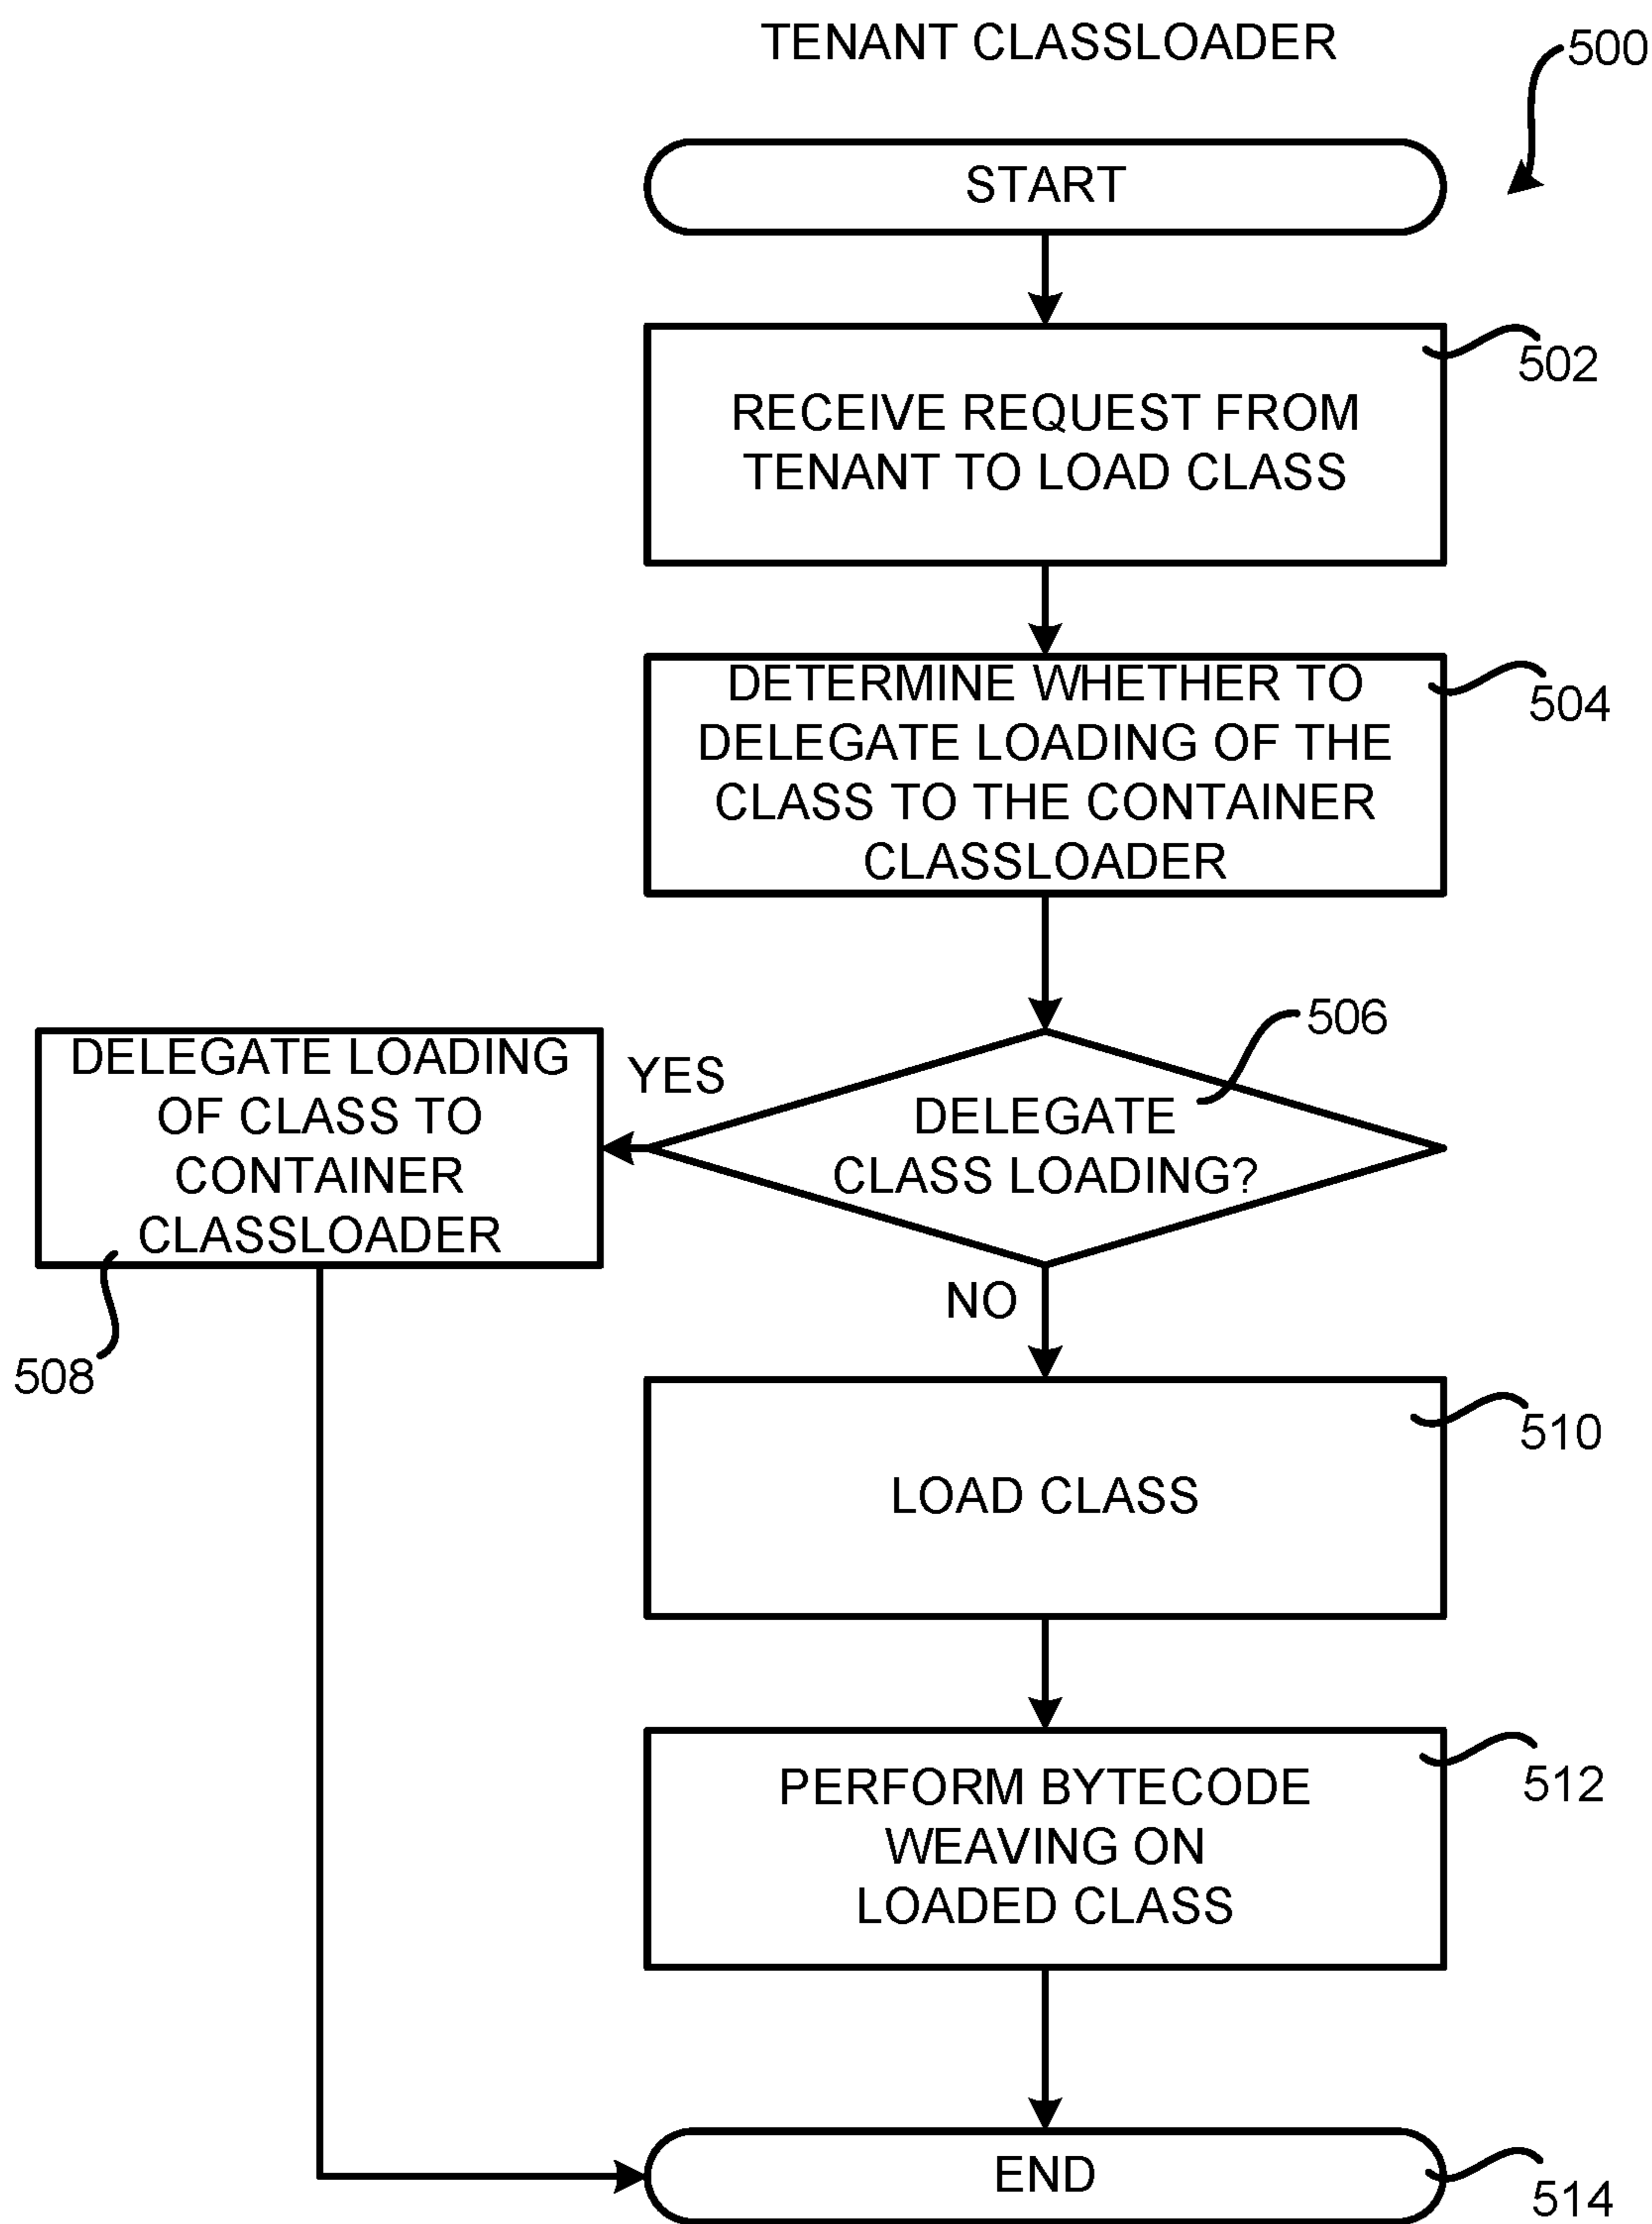 TENANT CLASSLOADER
500
START
502
RECEIVE REQUEST FROM
TENANT TO LOAD CLASS
504
DETERMINE WHETHER TO
DELEGATE LOADING OF THE
CLASS TO THE CONTAINER
CLASSLOADER
506
DELEGATE
CLASS LOADING?
YES
DELEGATE LOADING
OF CLASS TO
CONTAINER
CLASSLOADER
508
NO
510
LOAD CLASS
512
PERFORM BYTECODE
WEAVING ON
LOADED CLASS
END
514